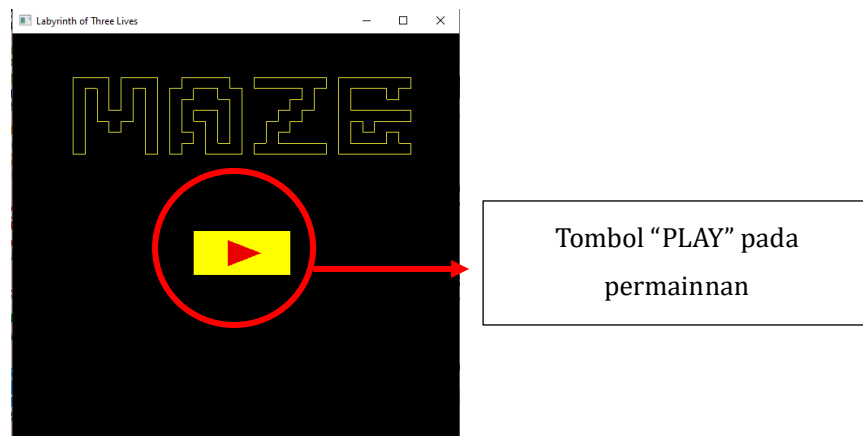 Labyrinth of Three Lives
MAZE
Tombol “PLAY” pada
permainnan